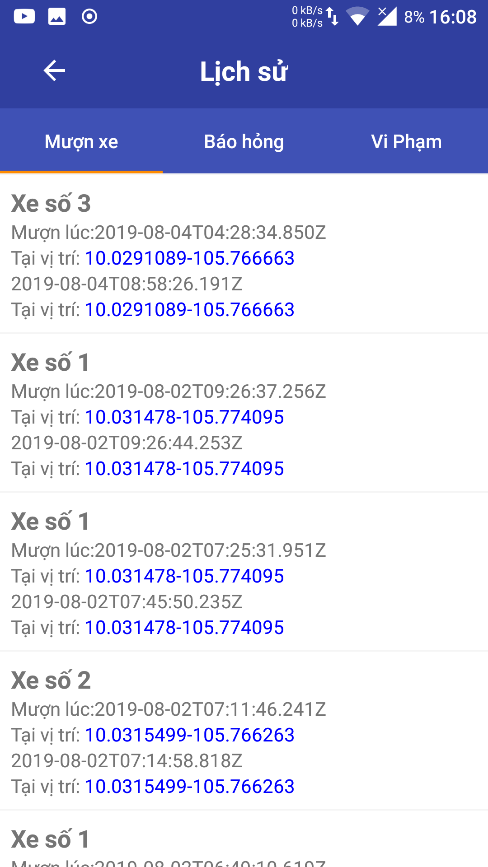 0 kB/s
0 kB/s
8% 16:08
Lịch sử
Mượn xe Báo hỏng Vi Phạm
Xe số 3
Mượn lúc:2019-08-04T04:28:34.850Z
Tại vị trí: 10.0291089-105.766663
2019-08-04T08:58:26.191Z
Tại vị trí: 10.0291089-105.766663
Xe số 1
Mượn lúc:2019-08-02T09:26:37.256Z
Tại vị trí: 10.031478-105.774095
2019-08-02T09:26:44.253Z
Tại vị trí: 10.031478-105.774095
Xe số 1
Mượn lúc:2019-08-02T07:25:31.951Z
Tại vị trí: 10.031478-105.774095
2019-08-02T07:45:50.235Z
Tại vị trí: 10.031478-105.774095
Xe số 2
Mượn lúc:2019-08-02T07:11:46.241Z
Tại vị trí: 10.0315499-105.766263
2019-08-02T07:14:58.818Z
Tại vị trí: 10.0315499-105.766263
Xe số 1